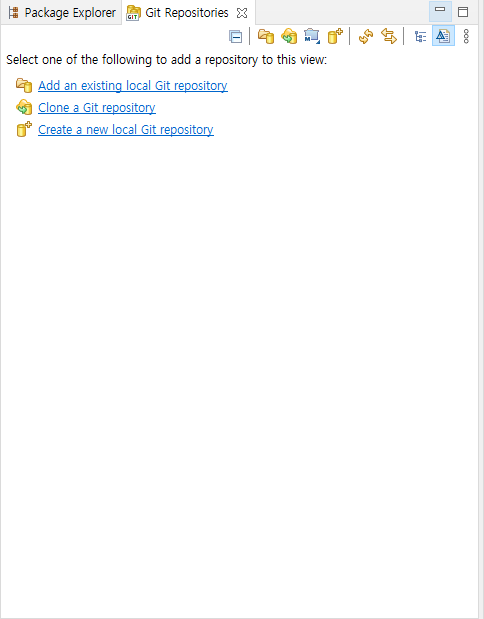 Package Explorer Git Repositories
Select one of the following to add a repository to this view:
Add an existing local Git repository
Clone a Git repository
Create a new local Git repository